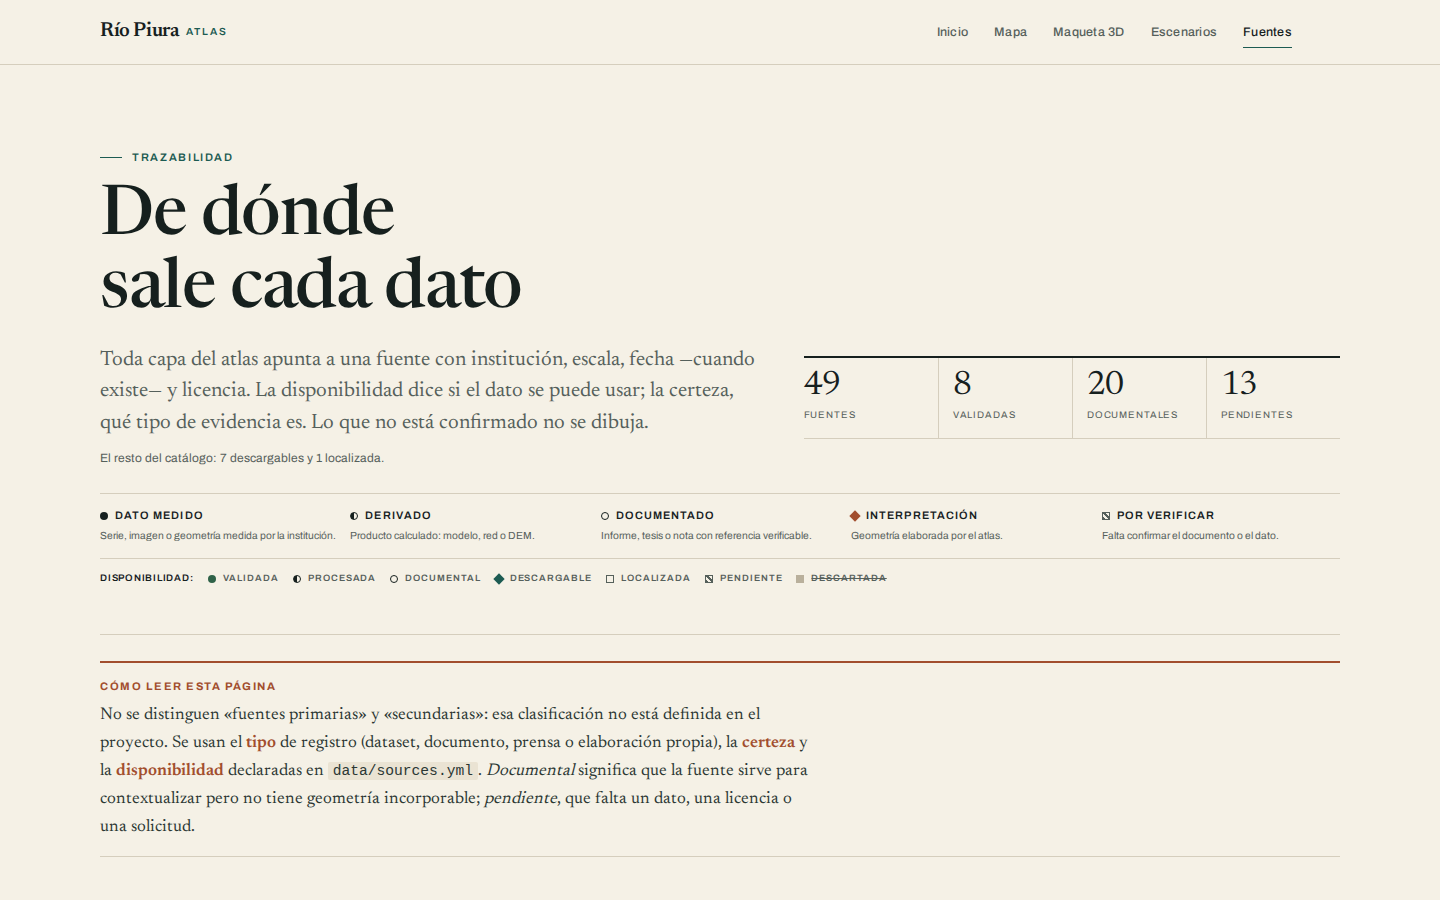 Río Piura ATLAS
Inicio Mapa Maqueta 3D Escenarios Fuentes
TRAZABILIDAD
De dónde
sale cada dato
Toda capa del atlas apunta a una fuente con institución, escala, fecha —cuando
existe— y licencia. La disponibilidad dice si el dato se puede usar; la certeza,
qué tipo de evidencia es. Lo que no está confirmado no se dibuja.
El resto del catálogo: 7 descargables y 1 localizada.
49 8 20 13
FUENTES VALIDADAS DOCUMENTALES PENDIENTES
DATO MEDIDO DERIVADO DOCUMENTADO INTERPRETACIÓN POR VERIFICAR
Serie, imagen o geometría medida por la institución. Producto calculado: modelo, red o DEM. Informe, tesis o nota con referencia verificable. Geometría elaborada por el atlas. Falta confirmar el documento o el dato.
DISPONIBILIDAD: VALIDADA PROCESADA DOCUMENTAL DESCARGABLE LOCALIZADA PENDIENTE DESCARTADA
CÓMO LEER ESTA PÁGINA
No se distinguen «fuentes primarias» y «secundarias»: esa clasificación no está definida en el
proyecto. Se usan el tipo de registro (dataset, documento, prensa o elaboración propia), la certeza y
la disponibilidad declaradas en data/sources.yml. Documental significa que la fuente sirve para
contextualizar pero no tiene geometría incorporable; pendiente, que falta un dato, una licencia o
una solicitud.